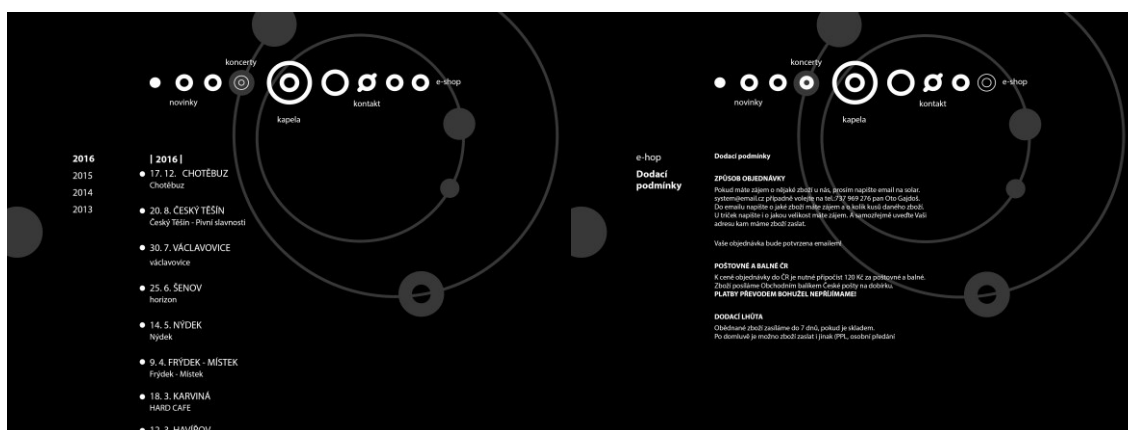 koncerty
e-shop
novinky
kontakt
kapela
2016
2015
2014
2013
| 2016 |
17. 12. CHOTĚBUZ
Chotěbuz
20. 8. ČESKÝ TĚŠÍN
Český Těšín - Pivní slavnosti
30. 7. VÁCLAVOVICE
václavovice
25. 6. ŠENOV
horizon
14. 5. NÝDEK
Nýdek
9. 4. FRÝDEK - MÍSTEK
Frýdek - Místek
18. 3. KARVINÁ
HARD CAFE
12. 3. HAVÍŘOV
koncerty
e-shop
novinky
kontakt
kapela
e-hop
Dodací
podmínky
Dodací podmínky
ZPŮSOB OBJEDNÁVKY
Pokud máte zájem o nějaké zboží u nás, prosím napište email na solar.
system@email.cz případně volejte na tel.:737 969 276 pan Oto Gajdoš.
Do emailu napište o jaké zboží máte zájem a o kolik kusů daného zboží.
U triček napište i o jakou velikost máte zájem. A samozřejmě uveďte Vaši
adresu kam máme zboží zaslat.
Vaše objednávka bude potvrzena emailem!
POŠTOVNÉ A BALNÉ ČR
K ceně objednávky do ČR je nutné připočíst 120 Kč za poštovné a balné.
Zboží posíláme Obchodním balíkem České pošty na dobírku.
PLATBY PŘEVODEM BOHUŽEL NEPŘIJÍMAME!
DODACÍ LHŮTA
Obědnané zboží zasíláme do 7 dnů, pokud je skladem.
Po domluvě je možno zboží zaslat i jinak (PPL, osobní předání